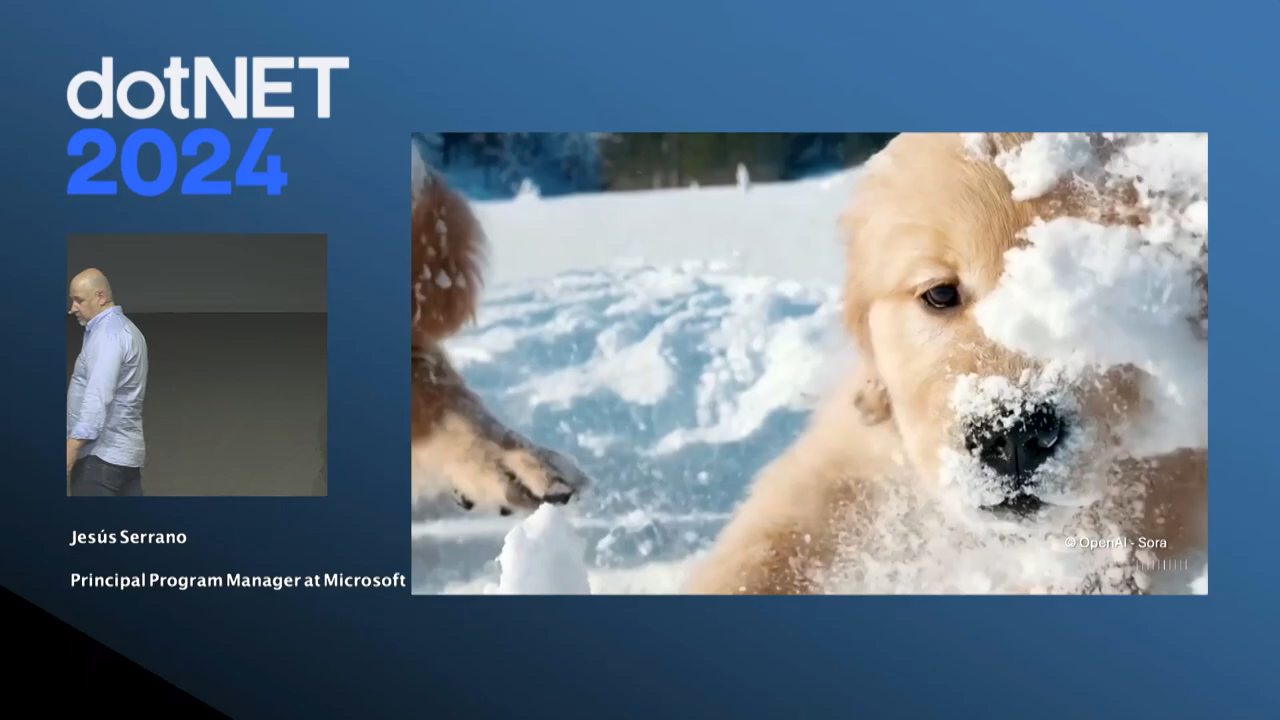 dotNET
2024
Jesús Serrano
Principal Program Manager at Microsoft
© OpenAI - Sora